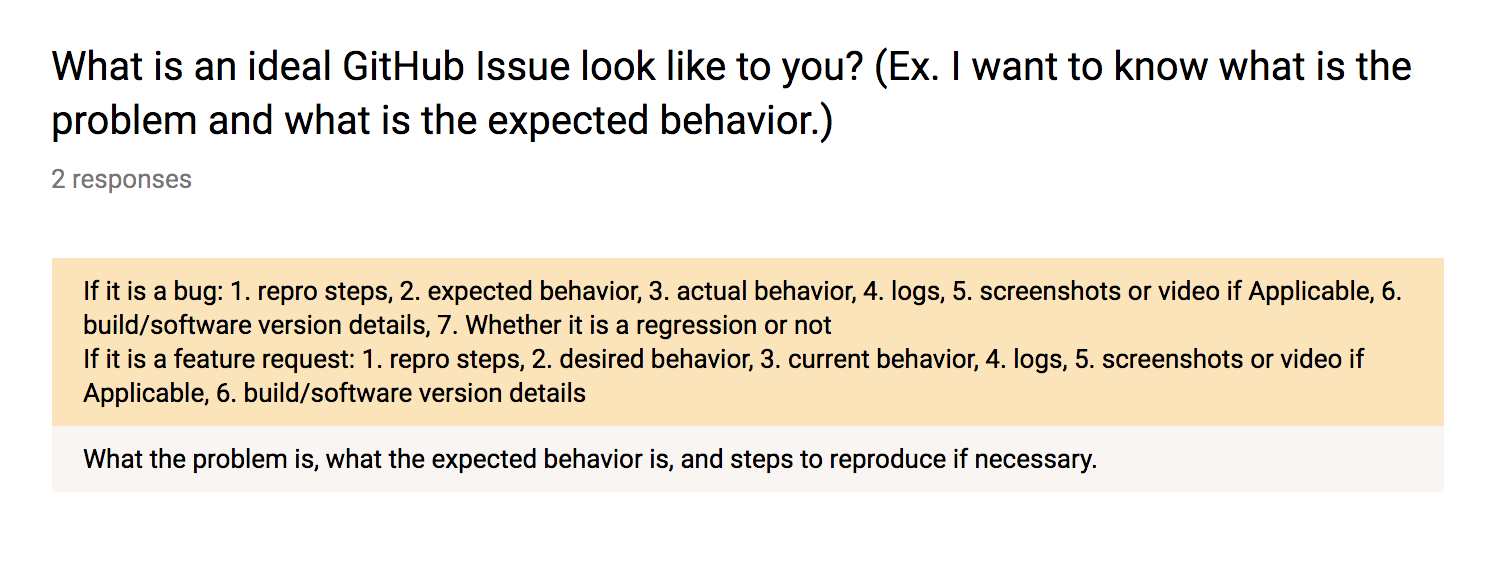 What is an ideal GitHub Issue look like to you? (Ex. I want to know what is the
problem and what is the expected behavior.)
2 responses
If it is a bug: 1. repro steps, 2. expected behavior, 3. actual behavior, 4. logs, 5. screenshots or video if Applicable, 6.
build/software version details, 7. Whether it is a regression or not
If it is a feature request: 1. repro steps, 2. desired behavior, 3. current behavior, 4. logs, 5. screenshots or video if
Applicable, 6. build/software version details
What the problem is, what the expected behavior is, and steps to reproduce if necessary.